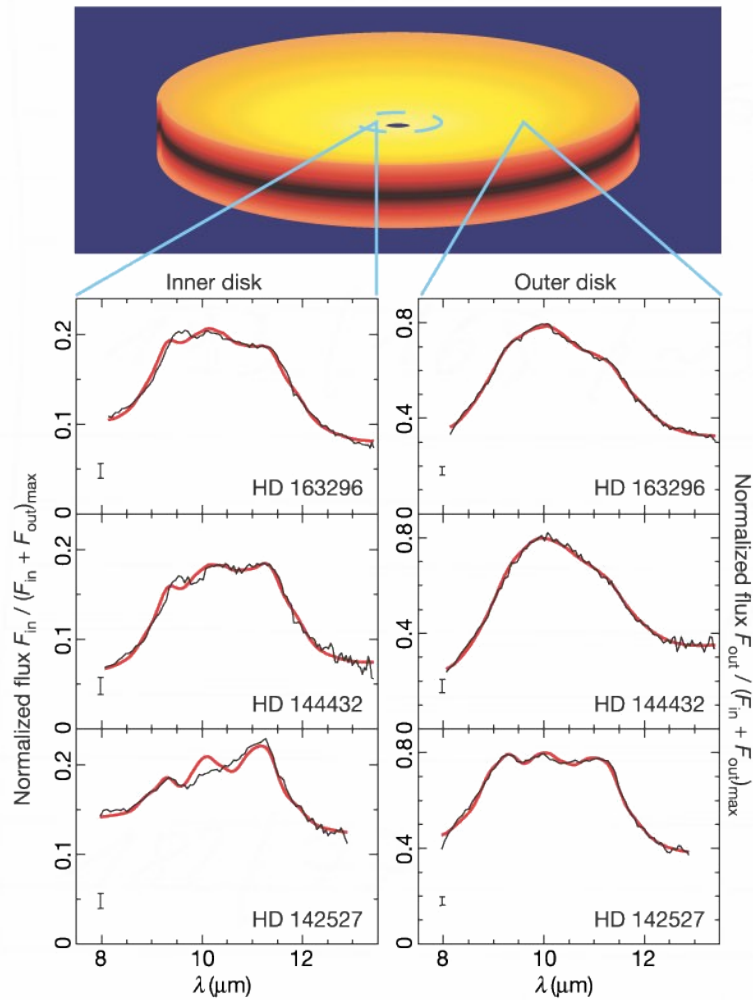 Inner disk
Outer disk
0.2
0.1
0
HD 163296
0.8
0.4
0
HD 163296
0.2
0.1
0
HD 144432
0.8
0.4
0
HD 144432
0.2
0.1
0
HD 142527
0.8
0.4
0
HD 142527
8 10 12
8 10 12
λ (μm)
λ (μm)
Normalized flux F_in / (F_in + F_out)_max
Normalized flux F_out / (F_in + F_out)_max